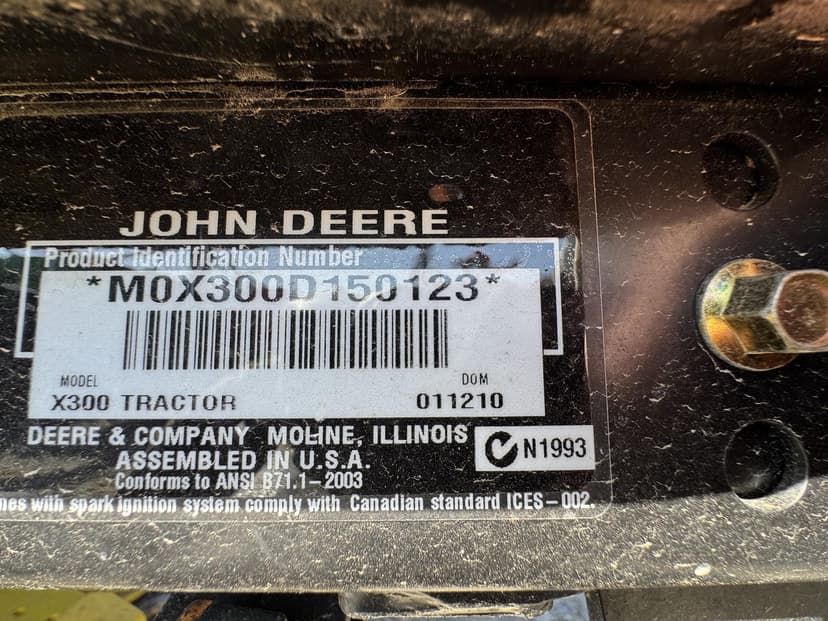 JOHN DEERE
Product Identification Number
*M0X300D150123*
MODEL DOM
X300 TRACTOR 011210
DEERE & COMPANY MOLINE, ILLINOIS
ASSEMBLED IN U.S.A.
N1993
Conforms to ANSI B71.1-2003
with spark ignition system comply with Canadian standard ICES-002.